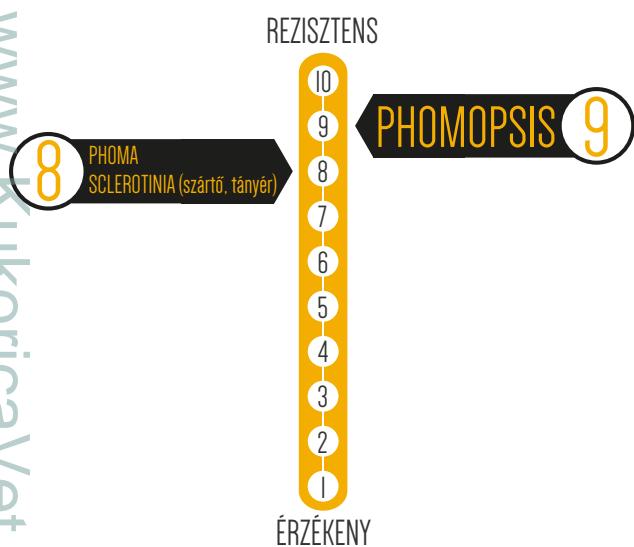 REZISZTENS
10
9
PHOMOPSIS 9
8 PHOMA
SCLEROTINIA (szártő, tányér)
8
7
6
5
4
3
2
1
ÉRZÉKENY
www.KukoricaVet